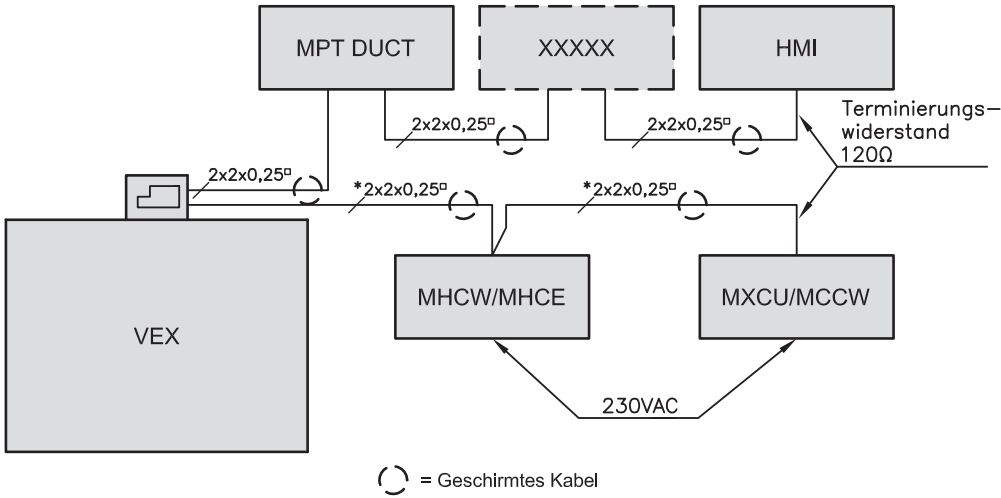 MPT DUCT
XXXXX
HMI
Terminierungs-
widerstand
120Ω
2x2x0,25▫
2x2x0,25▫
2x2x0,25▫
*2x2x0,25▫
*2x2x0,25▫
VEX
MHCW/MHCE
MXCU/MCCW
230VAC
= Geschirmtes Kabel